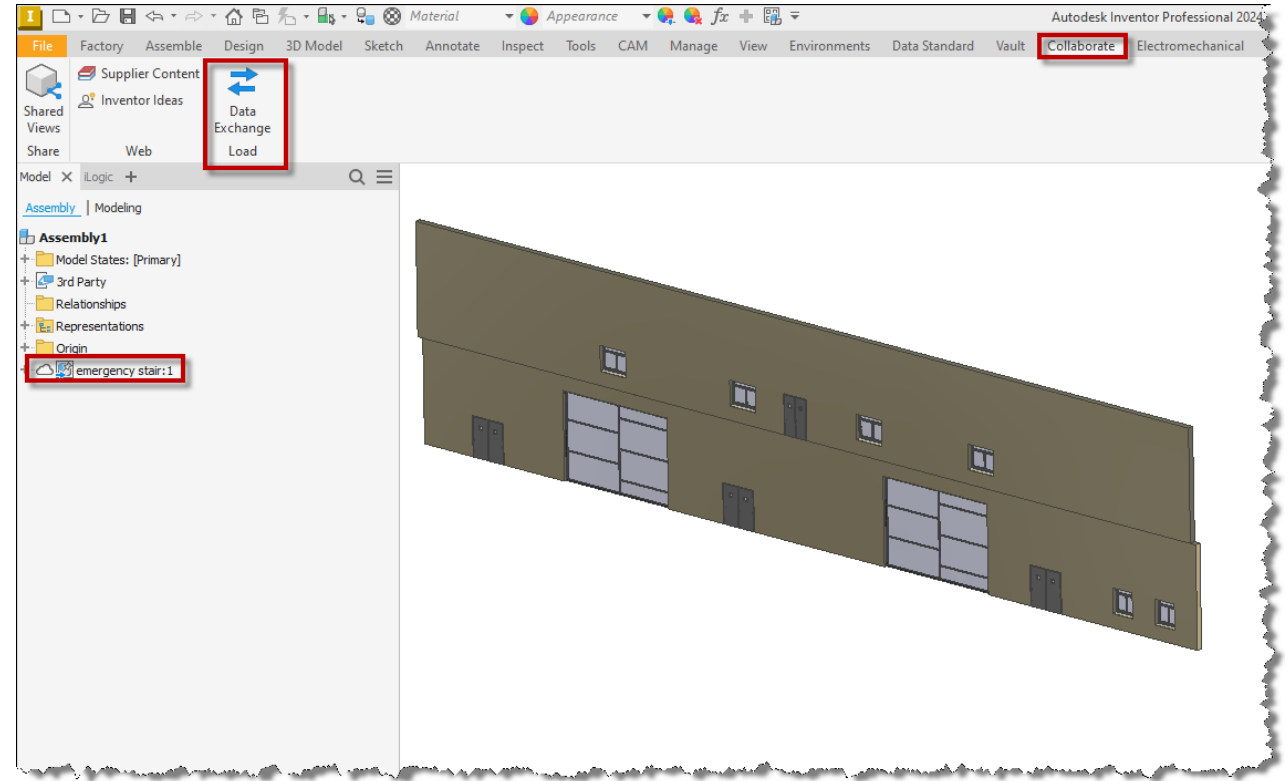 I Material Appearance fx Autodesk Inventor Professional 2024
File Factory Assemble Design 3D Model Sketch Annotate Inspect Tools CAM Manage View Environments Data Standard Vault Collaborate Electromechanical
Shared Views
Supplier Content
Inventor Ideas
Data Exchange
Share Web Load
Model iLogic
Assembly | Modeling
Assembly1
Model States: [Primary]
3rd Party
Relationships
Representations
Origin
emergency stair:1